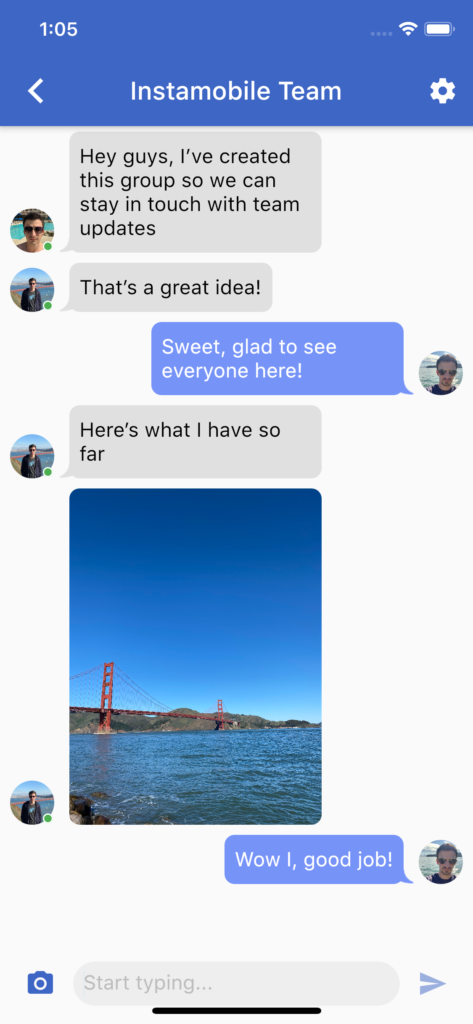 1:05
Instamobile Team
Hey guys, I’ve created
this group so we can
stay in touch with team
updates
That’s a great idea!
Sweet, glad to see
everyone here!
Here’s what I have so
far
Wow I, good job!
Start typing...